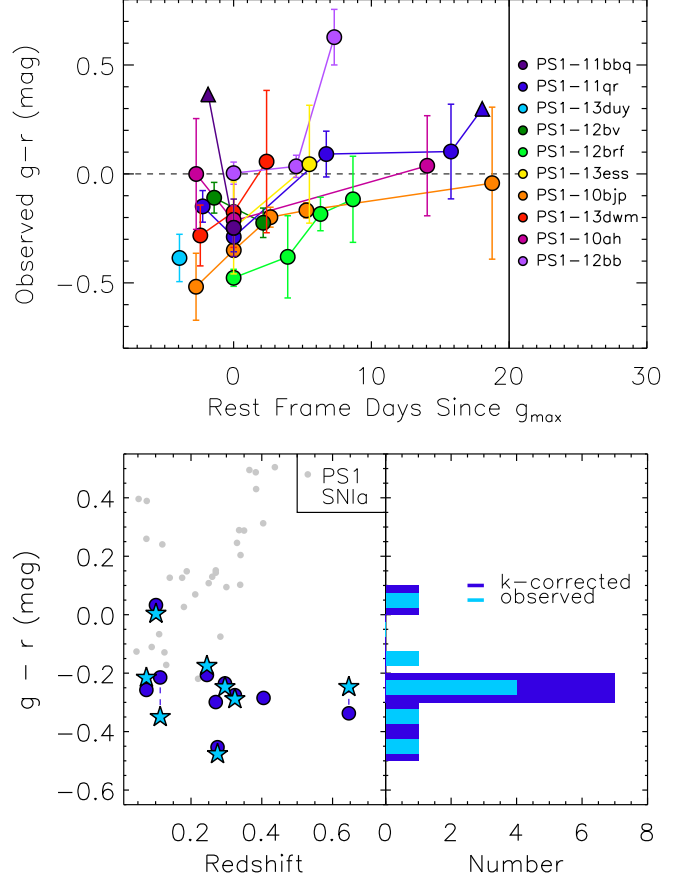 Observed g−r (mag)
0.5
0.0
−0.5
0
10
20
30
Rest Frame Days Since gmax
PS1−11bbq
PS1−11qr
PS1−13duy
PS1−12bv
PS1−12brf
PS1−13ess
PS1−10bjp
PS1−13dwm
PS1−10ah
PS1−12bb
g − r (mag)
0.4
0.2
0.0
−0.2
−0.4
−0.6
PS1
SNIa
0.2
0.4
0.6
Redshift
k−corrected
observed
0
2
4
6
8
Number